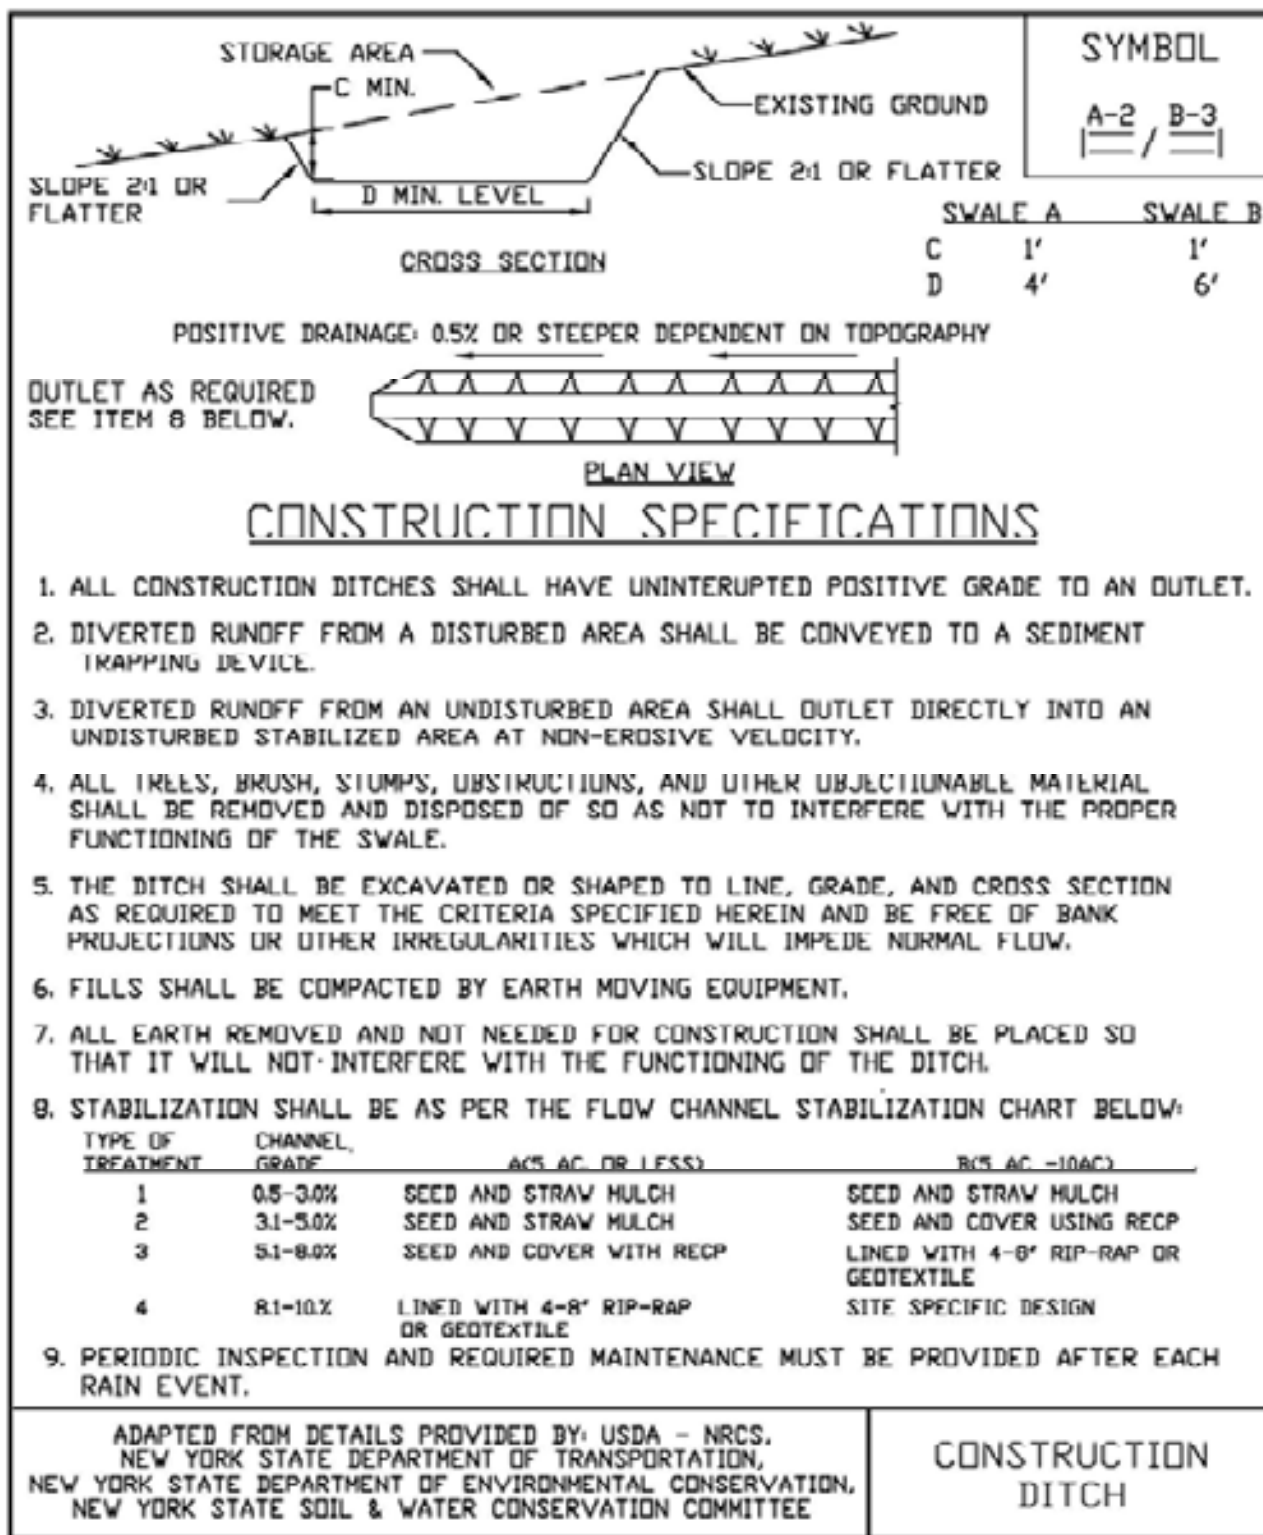 STORAGE AREA
C MIN.
EXISTING GROUND
SLOPE 2:1 OR
FLATTER
SLOPE 2:1 OR FLATTER
D MIN. LEVEL
CROSS SECTION
SYMBOL
A-2 / B-3
SWALE A SWALE B
C 1' 1'
D 4' 6'
POSITIVE DRAINAGE: 0.5% OR STEEPER DEPENDENT ON TOPOGRAPHY
OUTLET AS REQUIRED
SEE ITEM 8 BELOW.
PLAN VIEW
CONSTRUCTION SPECIFICATIONS
1. ALL CONSTRUCTION DITCHES SHALL HAVE UNINTERUPTED POSITIVE GRADE TO AN OUTLET.
2. DIVERTED RUNOFF FROM A DISTURBED AREA SHALL BE CONVEYED TO A SEDIMENT
TRAPPING DEVICE.
3. DIVERTED RUNOFF FROM AN UNDISTURBED AREA SHALL OUTLET DIRECTLY INTO AN
UNDISTURBED STABILIZED AREA AT NON-EROSIVE VELOCITY.
4. ALL TREES, BRUSH, STUMPS, OBSTRUCTIONS, AND OTHER OBJECTIONABLE MATERIAL
SHALL BE REMOVED AND DISPOSED OF SO AS NOT TO INTERFERE WITH THE PROPER
FUNCTIONING OF THE SWALE.
5. THE DITCH SHALL BE EXCAVATED OR SHAPED TO LINE, GRADE, AND CROSS SECTION
AS REQUIRED TO MEET THE CRITERIA SPECIFIED HEREIN AND BE FREE OF BANK
PROJECTIONS OR OTHER IRREGULARITIES WHICH WILL IMPEDE NORMAL FLOW.
6. FILLS SHALL BE COMPACTED BY EARTH MOVING EQUIPMENT.
7. ALL EARTH REMOVED AND NOT NEEDED FOR CONSTRUCTION SHALL BE PLACED SO
THAT IT WILL NOT INTERFERE WITH THE FUNCTIONING OF THE DITCH.
8. STABILIZATION SHALL BE AS PER THE FLOW CHANNEL STABILIZATION CHART BELOW:
TYPE OF CHANNEL
TREATMENT GRADE A(5 AC. OR LESS) B(5 AC -10AC)
1 0.5-3.0% SEED AND STRAW MULCH SEED AND STRAW MULCH
2 3.1-5.0% SEED AND STRAW MULCH SEED AND COVER USING RECP
3 5.1-8.0% SEED AND COVER WITH RECP LINED WITH 4-8" RIP-RAP OR
GEOTEXTILE
4 8.1-10.% LINED WITH 4-8" RIP-RAP SITE SPECIFIC DESIGN
OR GEOTEXTILE
9. PERIODIC INSPECTION AND REQUIRED MAINTENANCE MUST BE PROVIDED AFTER EACH
RAIN EVENT.
ADAPTED FROM DETAILS PROVIDED BY: USDA - NRCS,
NEW YORK STATE DEPARTMENT OF TRANSPORTATION,
NEW YORK STATE DEPARTMENT OF ENVIRONMENTAL CONSERVATION,
NEW YORK STATE SOIL & WATER CONSERVATION COMMITTEE
CONSTRUCTION
DITCH